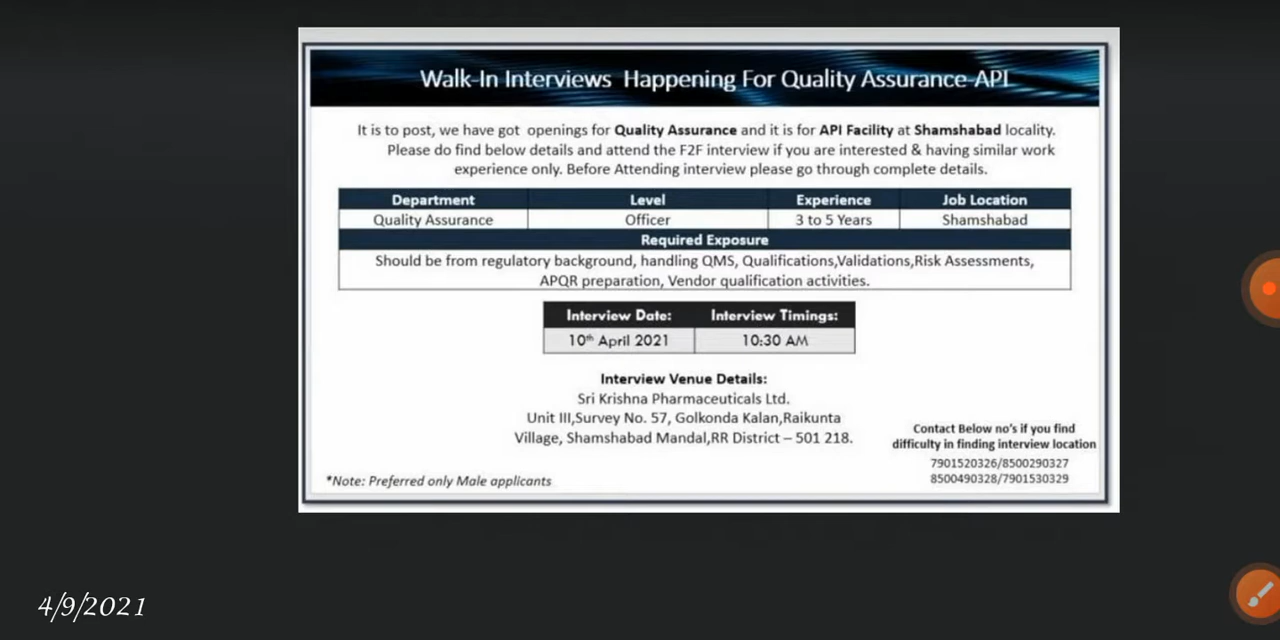 Walk-In Interviews Happening For Quality Assurance-API
It is to post, we have got openings for Quality Assurance and it is for API Facility at Shamshabad locality.
Please do find below details and attend the F2F interview if you are interested & having similar work
experience only. Before Attending interview please go through complete details.
Department Level Experience Job Location
Quality Assurance Officer 3 to 5 Years Shamshabad
Required Exposure
Should be from regulatory background, handling QMS, Qualifications,Validations,Risk Assessments,
APQR preparation, Vendor qualification activities.
Interview Date: Interview Timings:
10th April 2021 10:30 AM
Interview Venue Details:
Sri Krishna Pharmaceuticals Ltd.
Unit III,Survey No. 57, Golkonda Kalan,Raikunta
Village, Shamshabad Mandal,RR District – 501 218.
Contact Below no's if you find
difficulty in finding interview location
7901520326/8500290327
8500490328/7901530329
*Note: Preferred only Male applicants
4/9/2021